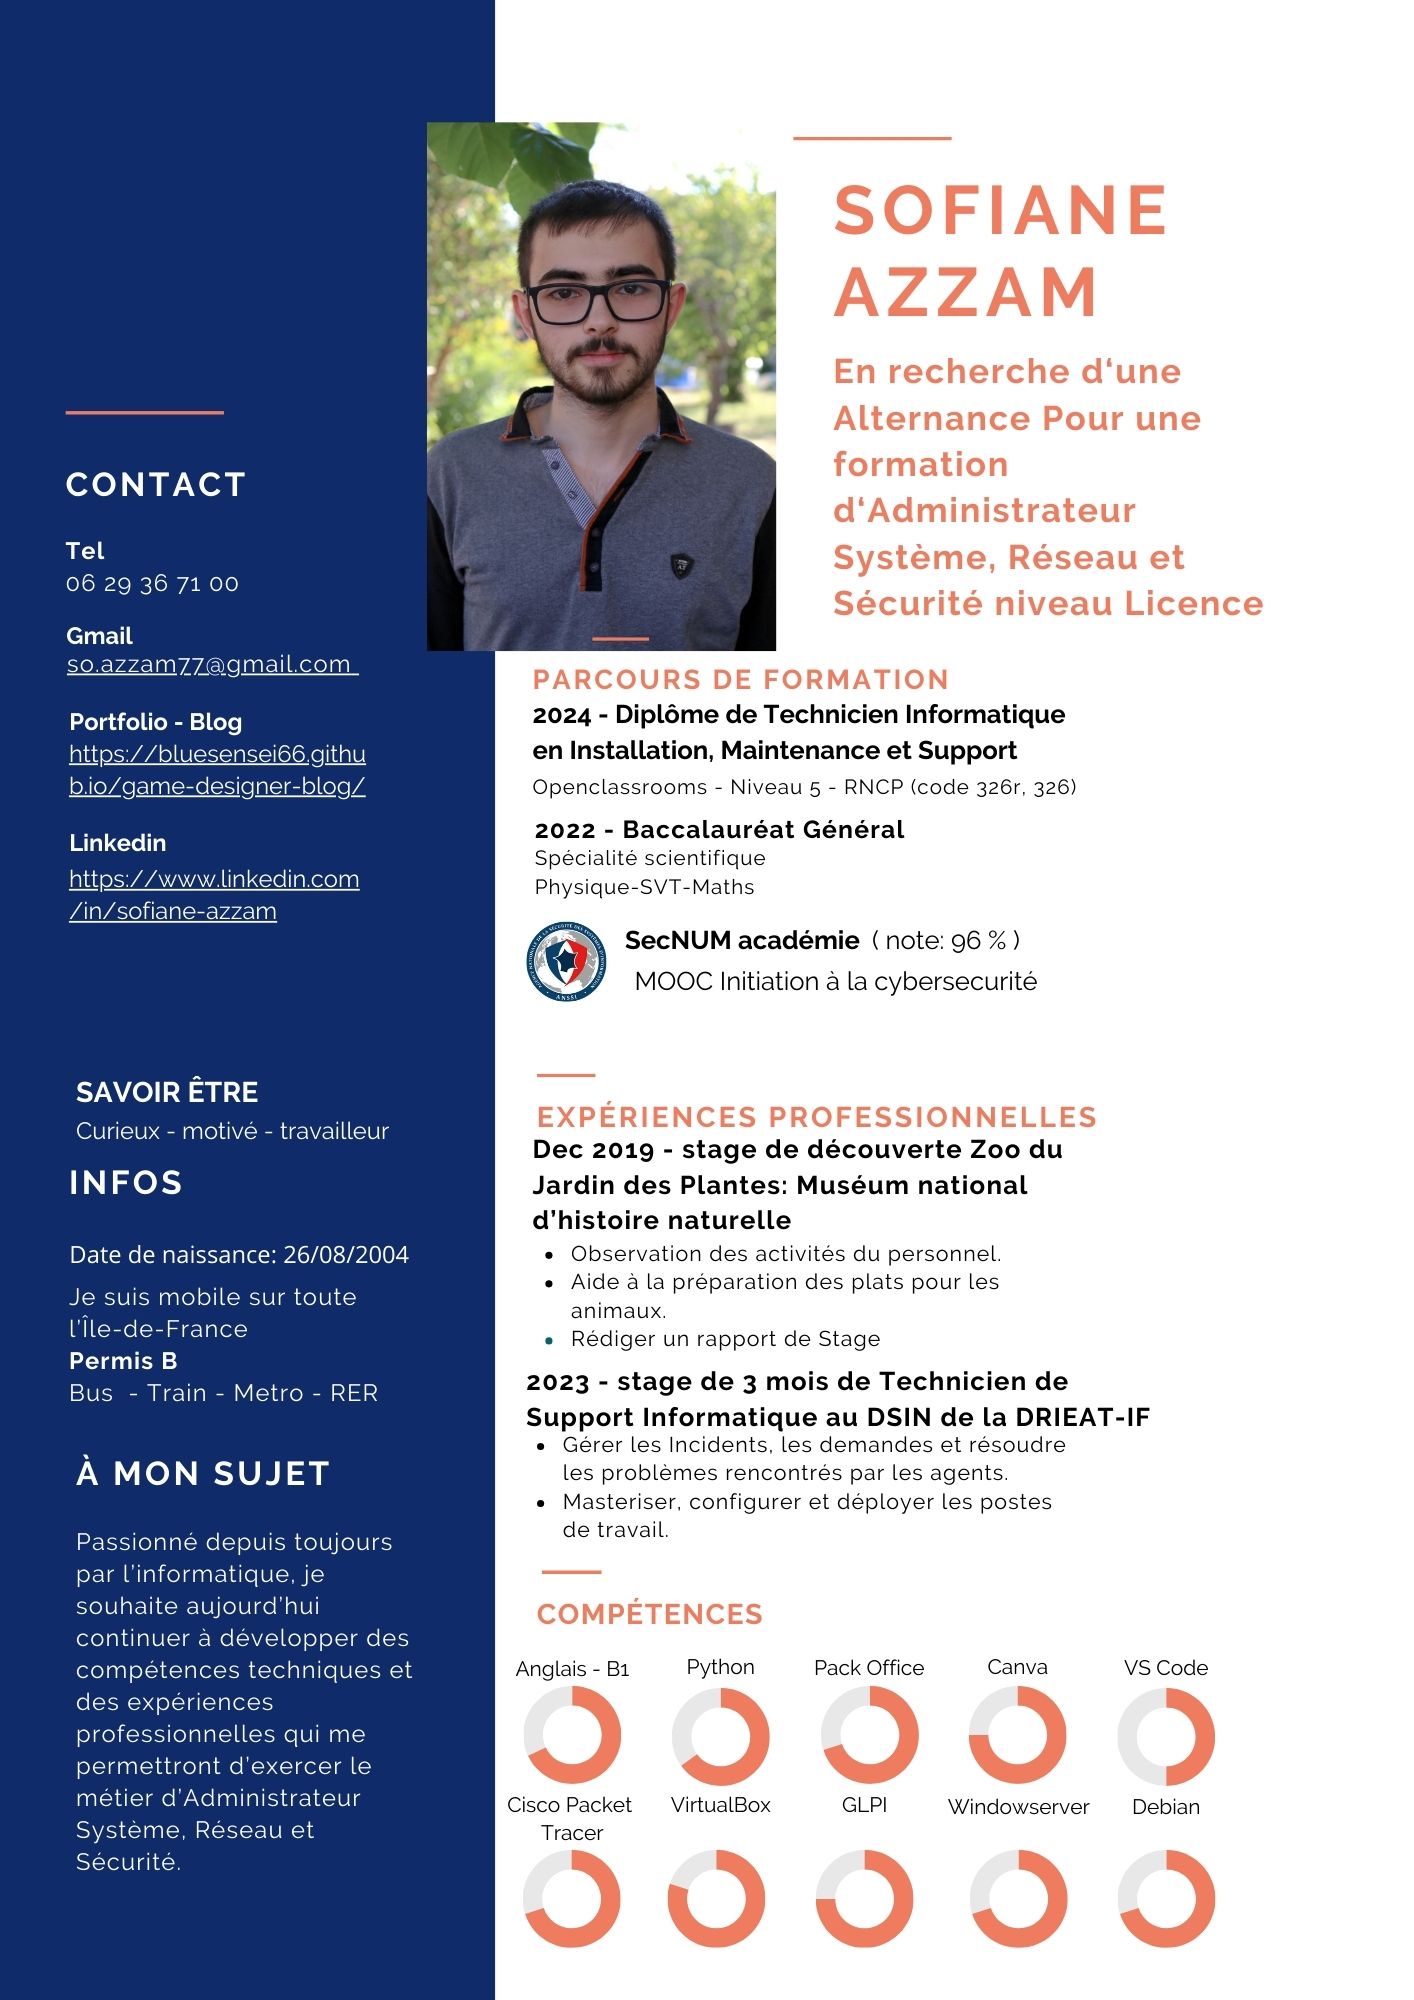 SOFIANE
AZZAM
En recherche d‘une
Alternance Pour une
formation
d‘Administrateur
Système, Réseau et
Sécurité niveau Licence
CONTACT
Tel
06 29 36 71 00
Gmail
so.azzam77@gmail.com
Portfolio - Blog
https://bluesensei66.githu
b.io/game-designer-blog/
Linkedin
https://www.linkedin.com
/in/sofiane-azzam
SAVOIR ÊTRE
Curieux - motivé - travailleur
INFOS
Date de naissance: 26/08/2004
Je suis mobile sur toute
l’Île-de-France
Permis B
Bus - Train - Metro - RER
À MON SUJET
Passionné depuis toujours
par l’informatique, je
souhaite aujourd’hui
continuer à développer des
compétences techniques et
des expériences
professionnelles qui me
permettront d’exercer le
métier d’Administrateur
Système, Réseau et
Sécurité.
PARCOURS DE FORMATION
2024 - Diplôme de Technicien Informatique
en Installation, Maintenance et Support
Openclassrooms - Niveau 5 - RNCP (code 326r, 326)
2022 - Baccalauréat Général
Spécialité scientifique
Physique-SVT-Maths
ANSSI
SecNUM académie ( note: 96 % )
MOOC Initiation à la cybersecurité
EXPÉRIENCES PROFESSIONNELLES
Dec 2019 - stage de découverte Zoo du
Jardin des Plantes: Muséum national
d’histoire naturelle
• Observation des activités du personnel.
• Aide à la préparation des plats pour les
animaux.
• Rédiger un rapport de Stage
2023 - stage de 3 mois de Technicien de
Support Informatique au DSIN de la DRIEAT-IF
• Gérer les Incidents, les demandes et résoudre
les problèmes rencontrés par les agents.
• Masteriser, configurer et déployer les postes
de travail.
COMPÉTENCES
Anglais - B1 Python Pack Office Canva VS Code
Cisco Packet VirtualBox GLPI Windowserver Debian
Tracer